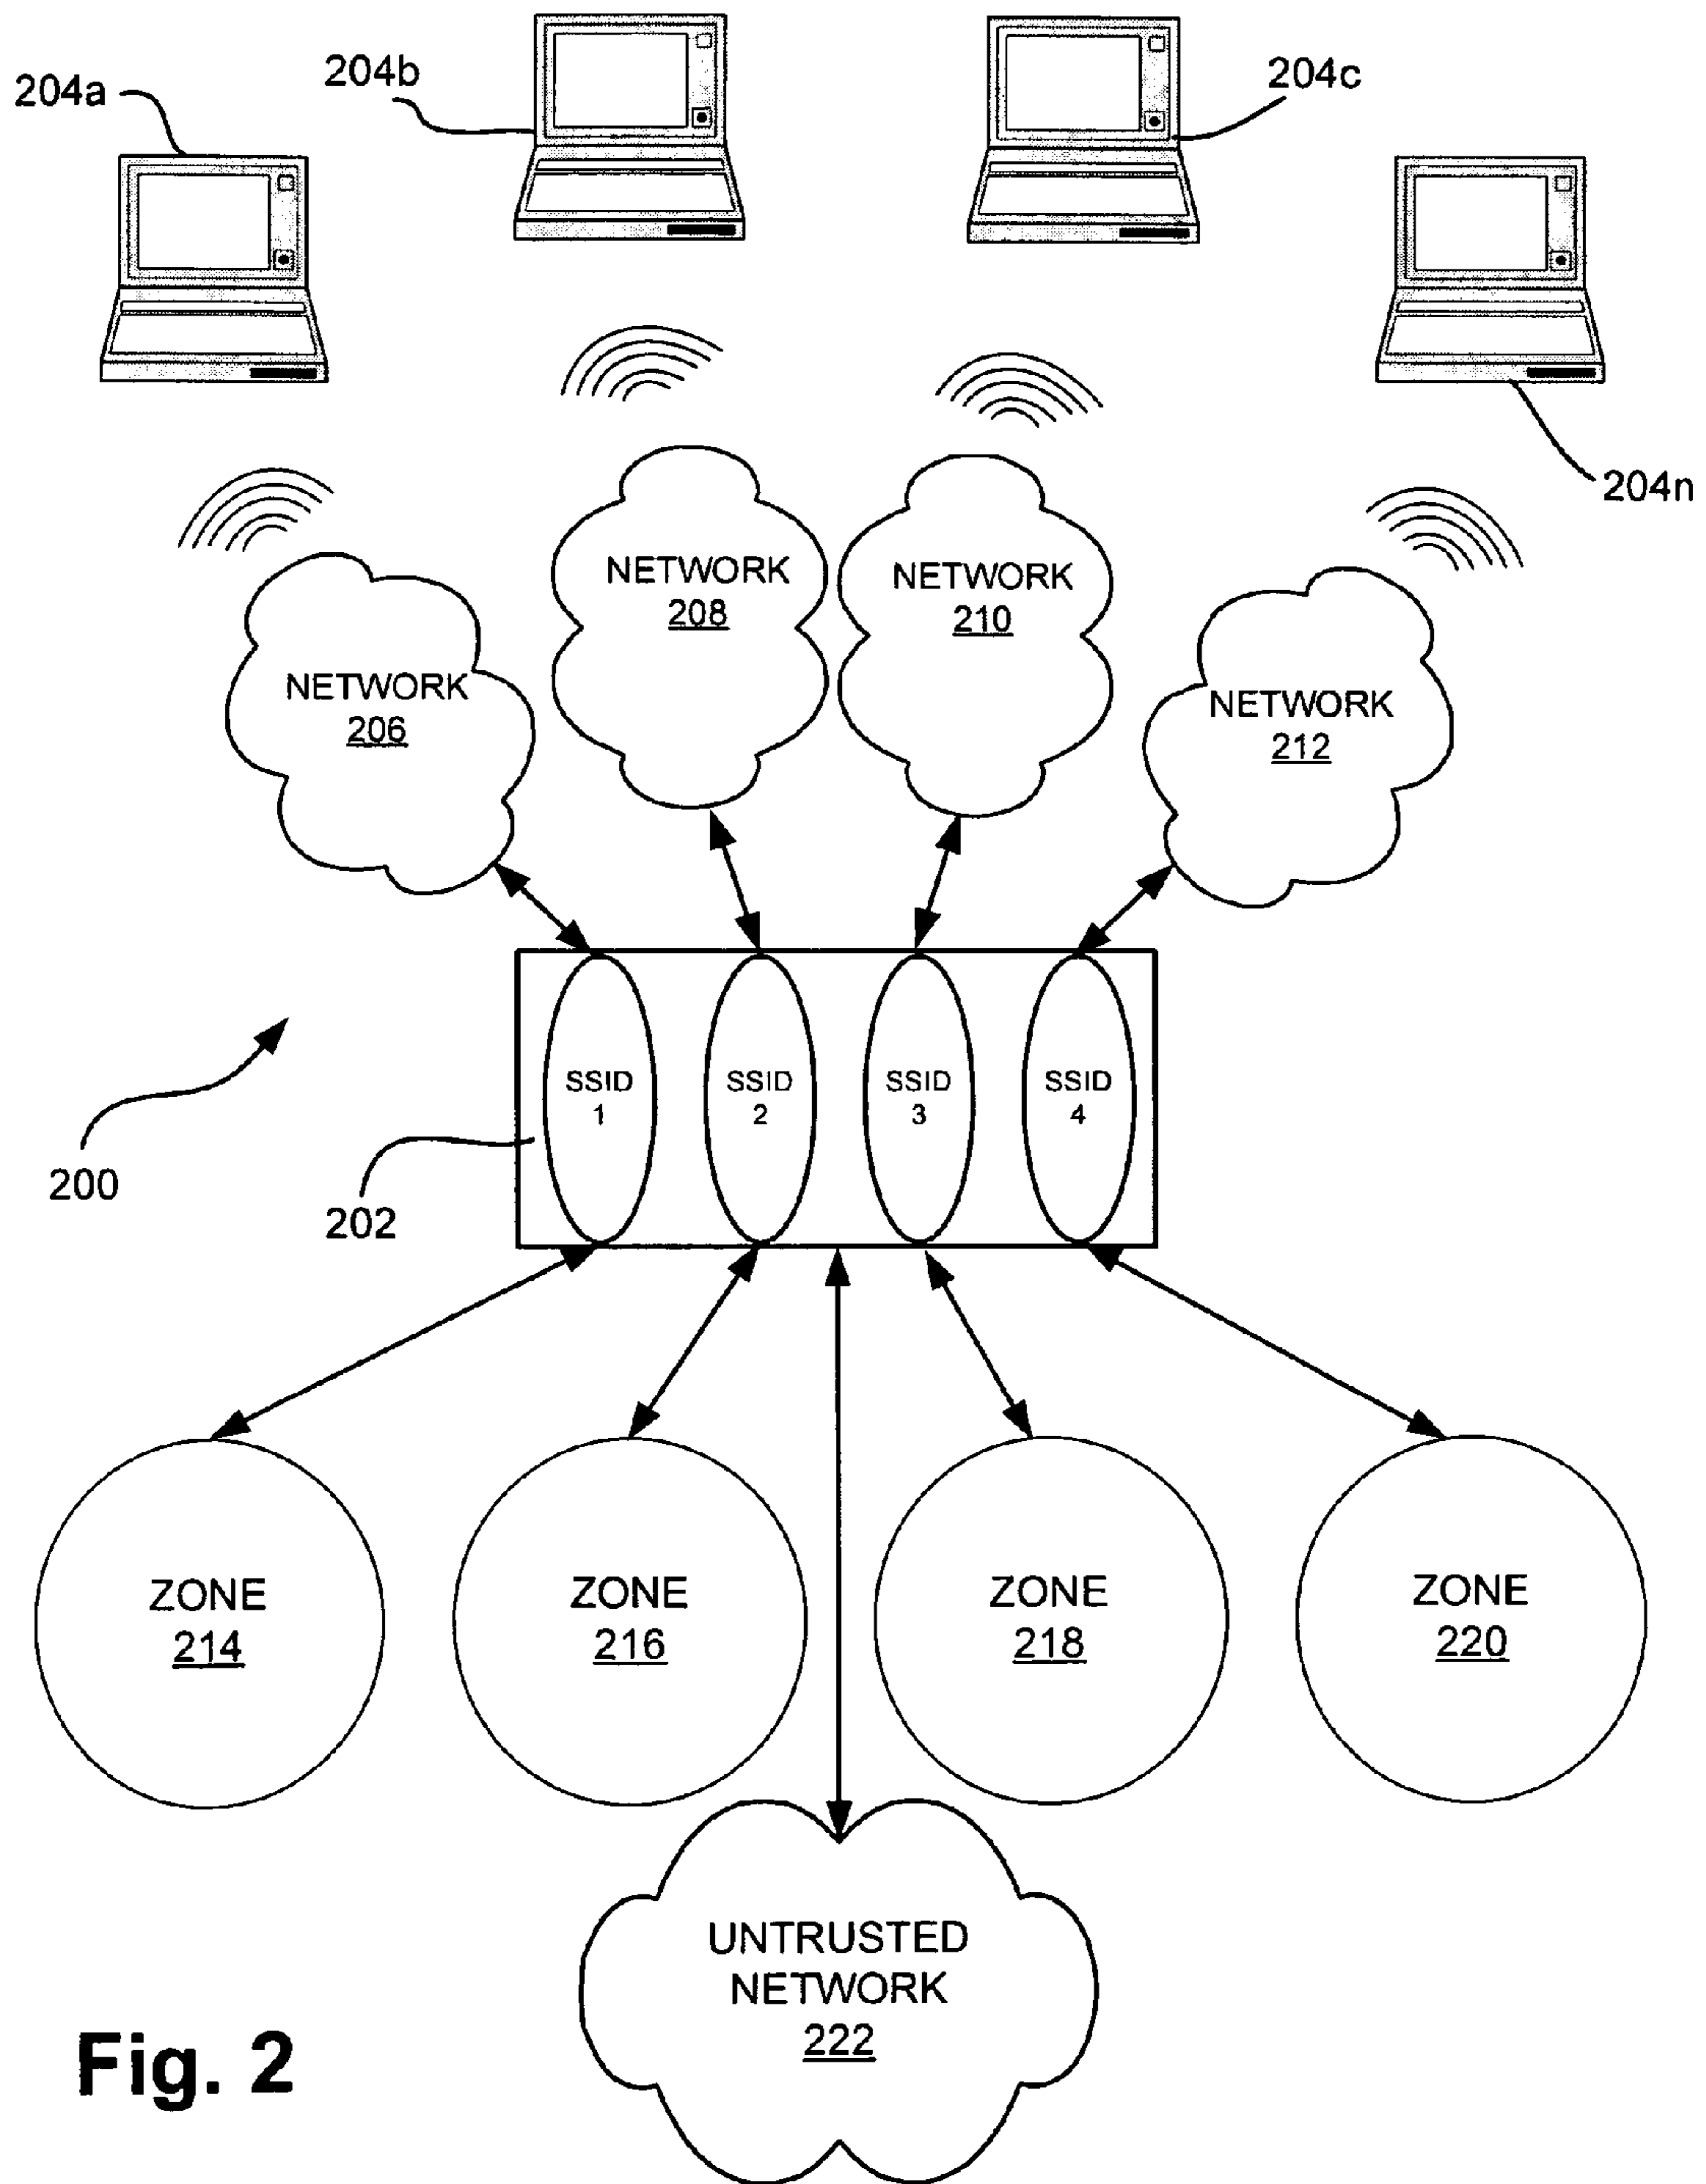 204a
204b
204c
204n
NETWORK
206
NETWORK
208
NETWORK
210
NETWORK
212
200
202
SSID
1
SSID
2
SSID
3
SSID
4
ZONE
214
ZONE
216
ZONE
218
ZONE
220
UNTRUSTED
NETWORK
222
Fig. 2